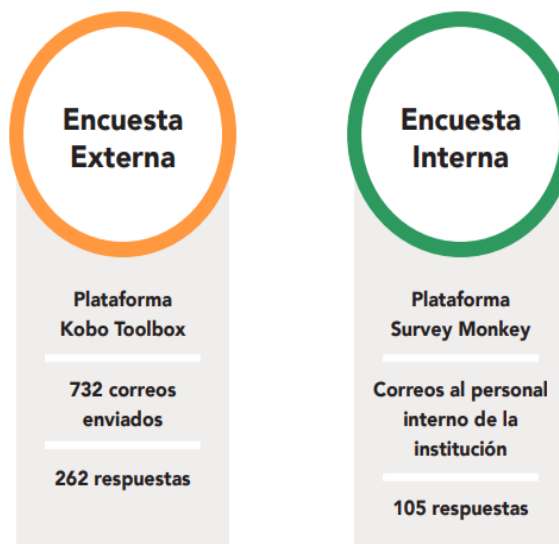 Encuesta
Externa
Plataforma
Kobo Toolbox
732 correos
enviados
262 respuestas
Encuesta
Interna
Plataforma
Survey Monkey
Correos al personal
interno de la
institución
105 respuestas